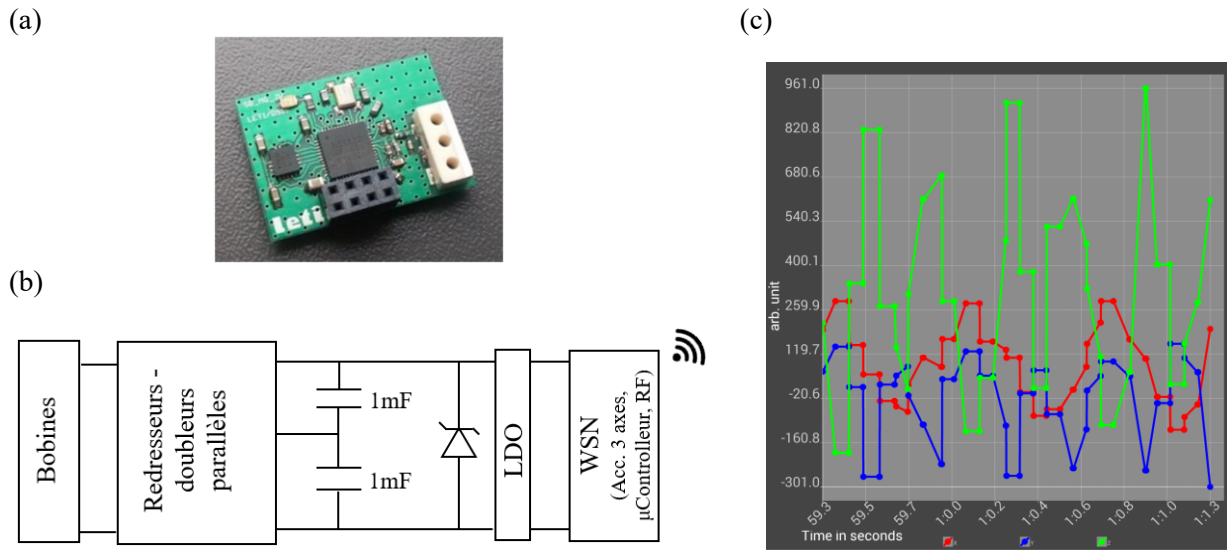 (a)
(c)
leti
(b)
Bobines
Redresseurs -
doubleurs
parallèles
1mF
1mF
LDO
WSN
(Acc. 3 axes,
µControlleur, RF)
961.0
820.8
680.6
540.3
400.1
259.9
119.7
-20.6
-160.8
-301.0
arb. unit
59.3
59.5
59.7
1:0.0
1:0.2
1:0.4
1:0.6
1:0.8
1:1.0
1:1.3
Time in seconds